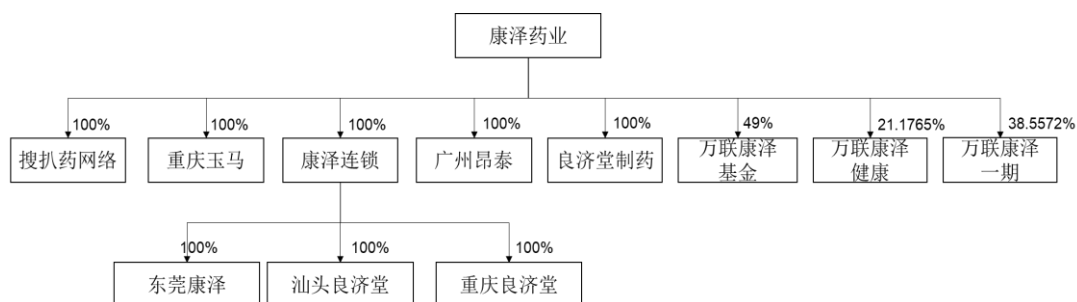 康泽药业
100%
100%
100%
100%
100%
49%
21.1765%
38.5572%
搜扒药网络
重庆玉马
康泽连锁
广州昂泰
良济堂制药
万联康泽
基金
万联康泽
健康
万联康泽
一期
100%
100%
100%
东莞康泽
汕头良济堂
重庆良济堂